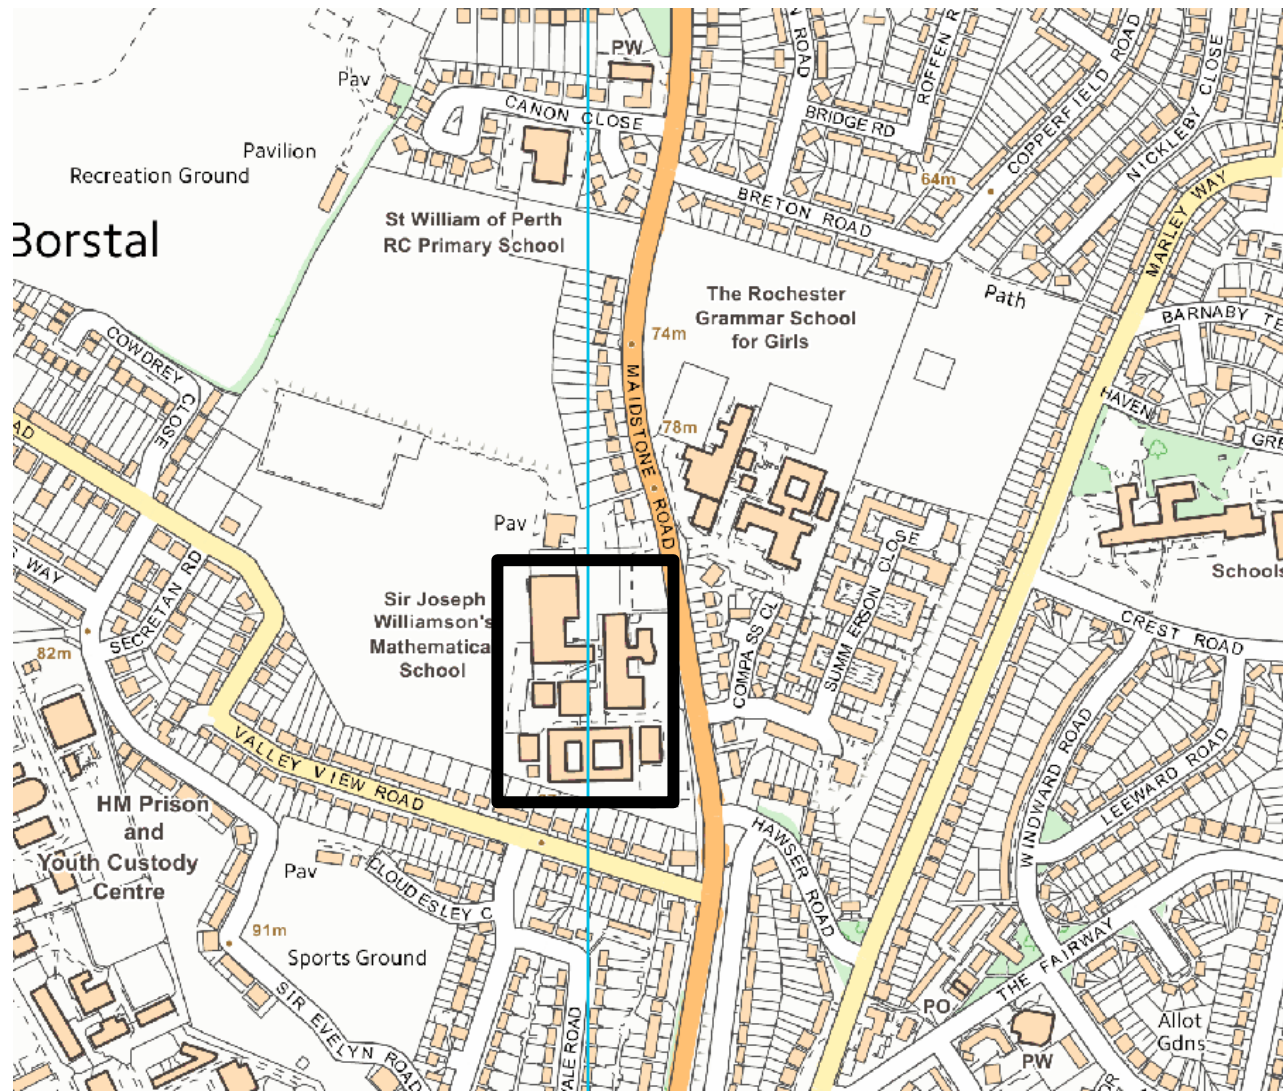 PW
ROAD
ROFFEN R
COPPERFIELD ROAD
NICKLEBY CLOSE
Pav
CANON CLOSE
BRIDGE RD
Pavilion
Recreation Ground
64m
BRETON ROAD
MARLEY WAY
St William of Perth
RC Primary School
Borstal
Path
The Rochester
Grammar School
for Girls
BARNABY TE
COWDREY CLOSE
74m
MAIDSTONE ROAD
HAVEN
GRE
78m
AD
Pav
S WAY
SECRETAN RD
SUMMERSON CLOSE
Schools
Sir Joseph
Williamson's
Mathematica
School
COMPASS CL
CREST ROAD
82m
VALLEY VIEW ROAD
WINDWARD ROAD
LEEWARD ROAD
HM Prison
and
Youth Custody
Centre
HAWSER ROAD
Pav
CLOUDESLEY C
91m
Sports Ground
SIR EVELYN ROAD
THE FAIRWAY
PO
VALE ROAD
PW
Allot
Gdns